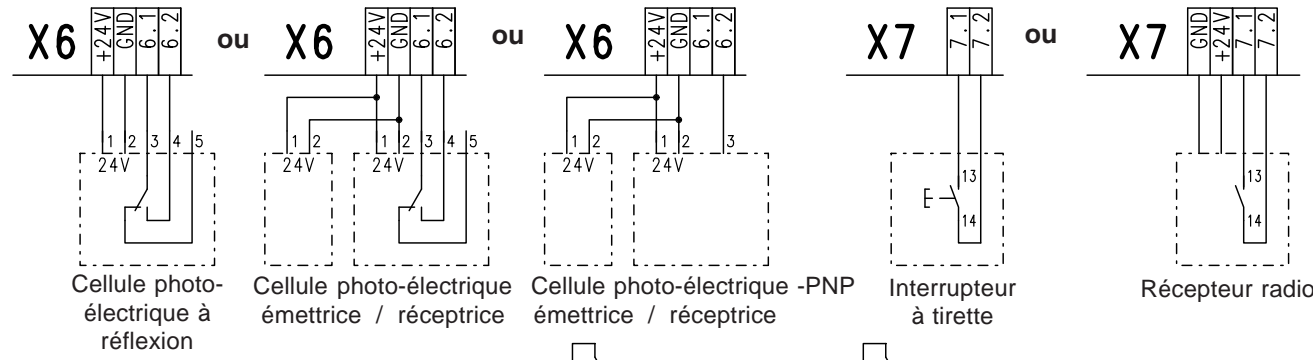 X6 +24V GND 6.1 6.2 ou X6 +24V GND 6.1 6.2 ou X6 +24V GND 6.1 6.2 X7 7.1 7.2 ou X7 GND +24V 7.1 7.2
1 2 3 4 5 1 2 1 2 3 4 5 1 2 1 2 3
24V 24V 24V 24V 24V
13 13
14 14
Cellule photo-
électrique à
réflexion
Cellule photo-électrique
émettrice / réceptrice
Cellule photo-électrique -PNP
émettrice / réceptrice
Interrupteur
à tirette
Récepteur radio